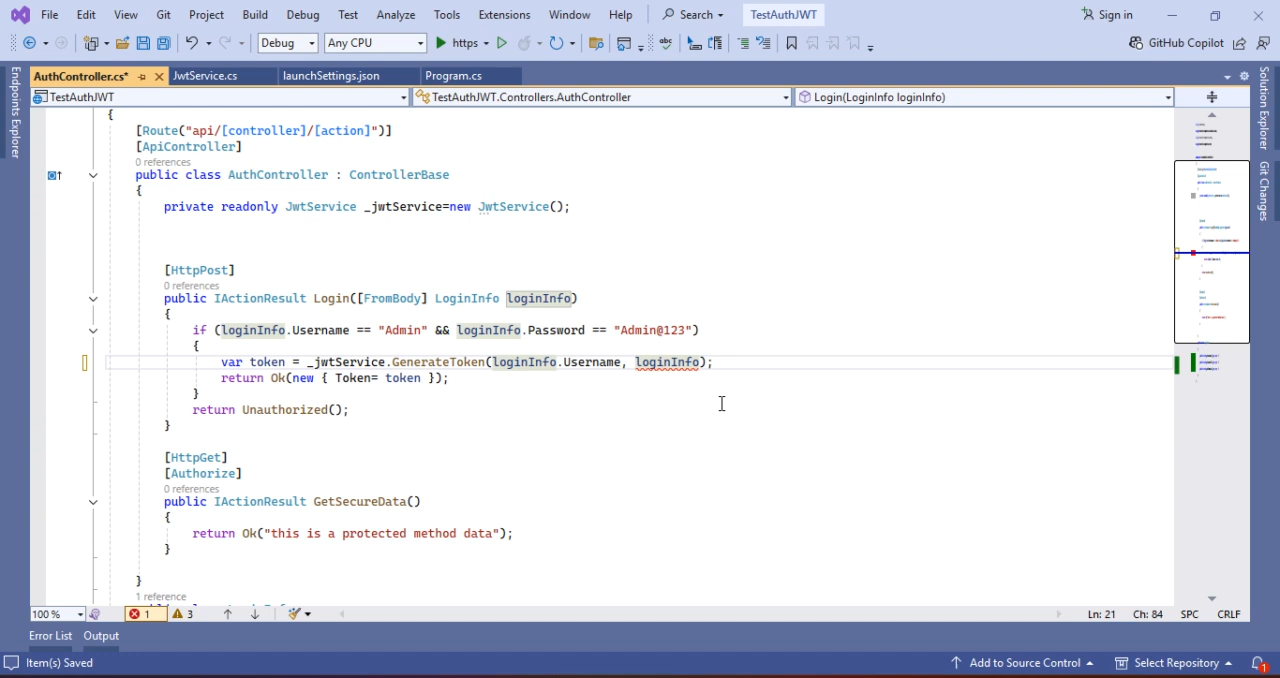 File Edit View Git Project Build Debug Test Analyze Tools Extensions Window Help Search TestAuthJWT Sign in
Debug Any CPU https GitHub Copilot
AuthController.cs* JwtService.cs launchSettings.json Program.cs
TestAuthJWT TestAuthJWT.Controllers.AuthController Login(LoginInfo loginInfo)
Endpoints Explorer
Solution Explorer
Git Changes
{
[Route("api/[controller]/[action]")]
[ApiController]
0 references
public class AuthController : ControllerBase
{
private readonly JwtService _jwtService=new JwtService();
[HttpPost]
0 references
public IActionResult Login([FromBody] LoginInfo loginInfo)
{
if (loginInfo.Username == "Admin" && loginInfo.Password == "Admin@123")
{
var token = _jwtService.GenerateToken(loginInfo.Username, loginInfo);
return Ok(new { Token= token });
}
return Unauthorized();
}
[HttpGet]
[Authorize]
0 references
public IActionResult GetSecureData()
{
return Ok("this is a protected method data");
}
}
1 reference
100 % 1 3 Ln: 21 Ch: 84 SPC CRLF
Error List Output
Item(s) Saved Add to Source Control Select Repository 1